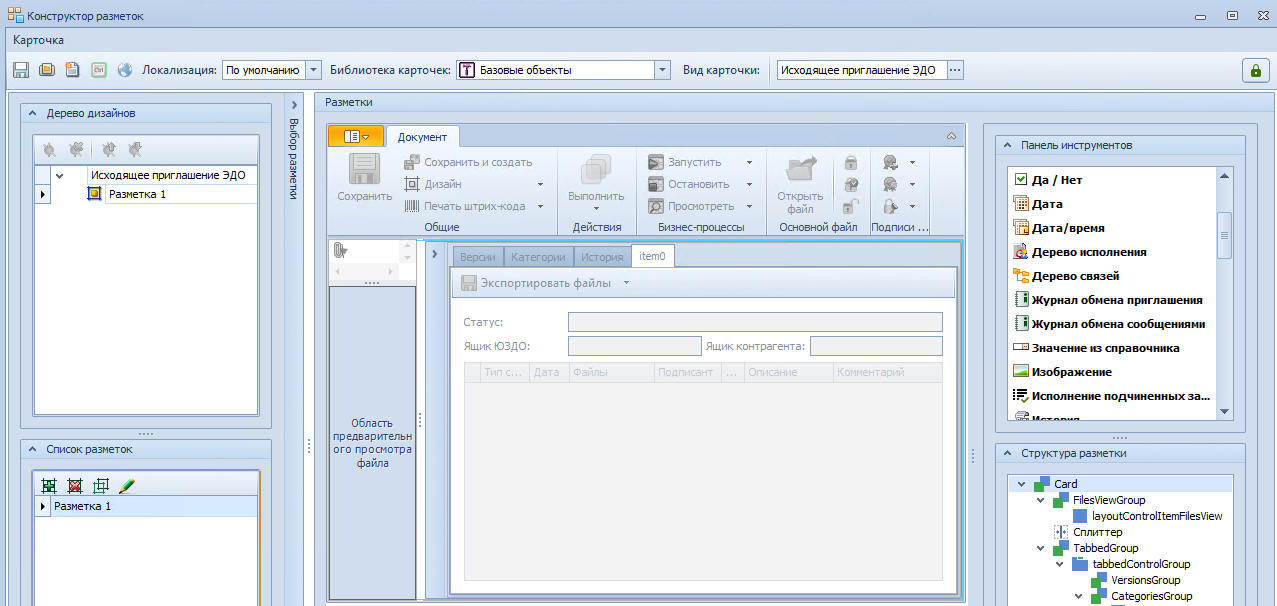 Конструктор разметок
Карточка
Локализация: По умолчанию Библиотека карточек: T Базовые объекты Вид карточки: Исходящее приглашение ЭДО ...
Дерево дизайнов
Исходящее приглашение ЭДО
Разметка 1
Список разметок
Разметка 1
Выбор разметки
Разметки
Документ
Сохранить
Сохранить и создать
Дизайн
Печать штрих-кода
Общие
Выполнить
Действия
Запустить
Остановить
Просмотреть
Бизнес-процессы
Открыть
файл
Основной файл
Подписи ...
Область
предварительн
ого просмотра
файла
Версии Категории История item0
Экспортировать файлы
Статус:
Ящик ЮЗДО: Ящик контрагента:
Тип с... Дата Файлы Подписант ... Описание Комментарий
Панель инструментов
Да / Нет
Дата
Дата/время
Дерево исполнения
Дерево связей
Журнал обмена приглашения
Журнал обмена сообщениями
Значение из справочника
Изображение
Исполнение подчиненных за...
История
Структура разметки
Card
FilesViewGroup
layoutControlItemFilesView
Сплиттер
TabbedGroup
tabbedControlGroup
VersionsGroup
CategoriesGroup